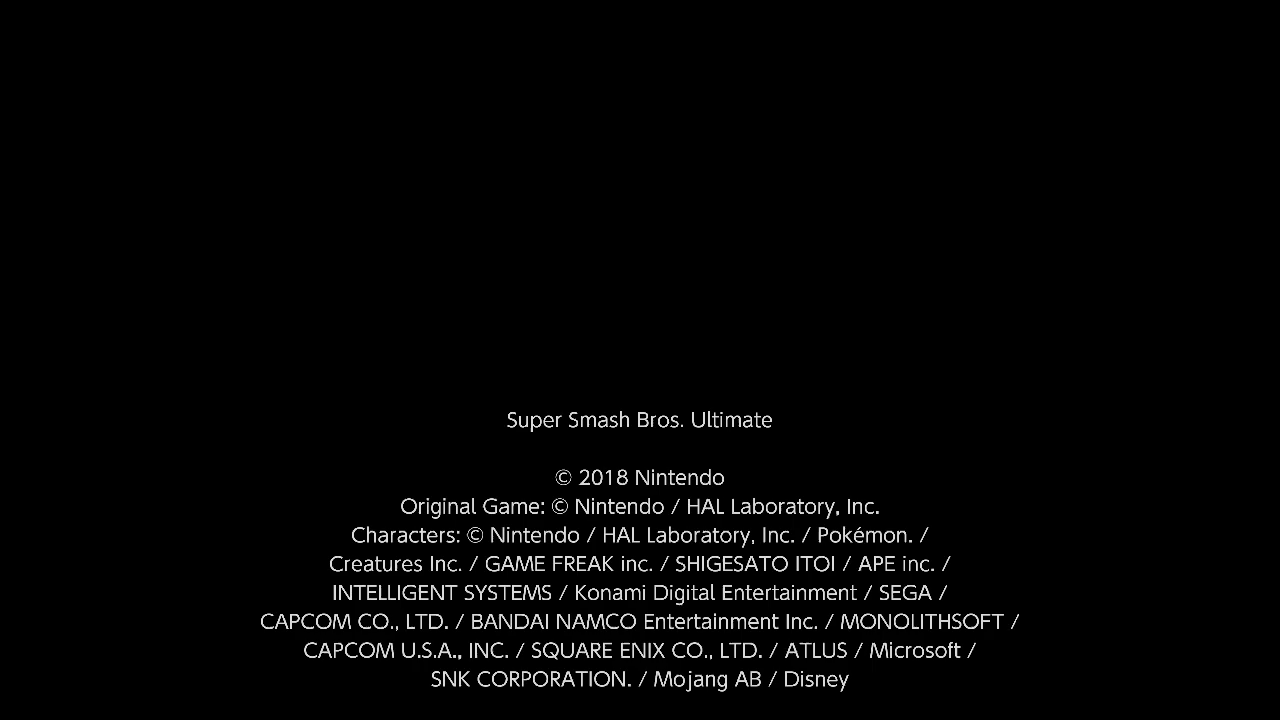 Super Smash Bros. Ultimate
© 2018 Nintendo
Original Game: © Nintendo / HAL Laboratory, Inc.
Characters: © Nintendo / HAL Laboratory, Inc. / Pokémon. /
Creatures Inc. / GAME FREAK inc. / SHIGESATO ITOI / APE inc. /
INTELLIGENT SYSTEMS / Konami Digital Entertainment / SEGA /
CAPCOM CO., LTD. / BANDAI NAMCO Entertainment Inc. / MONOLITHSOFT /
CAPCOM U.S.A., INC. / SQUARE ENIX CO., LTD. / ATLUS / Microsoft /
SNK CORPORATION. / Mojang AB / Disney